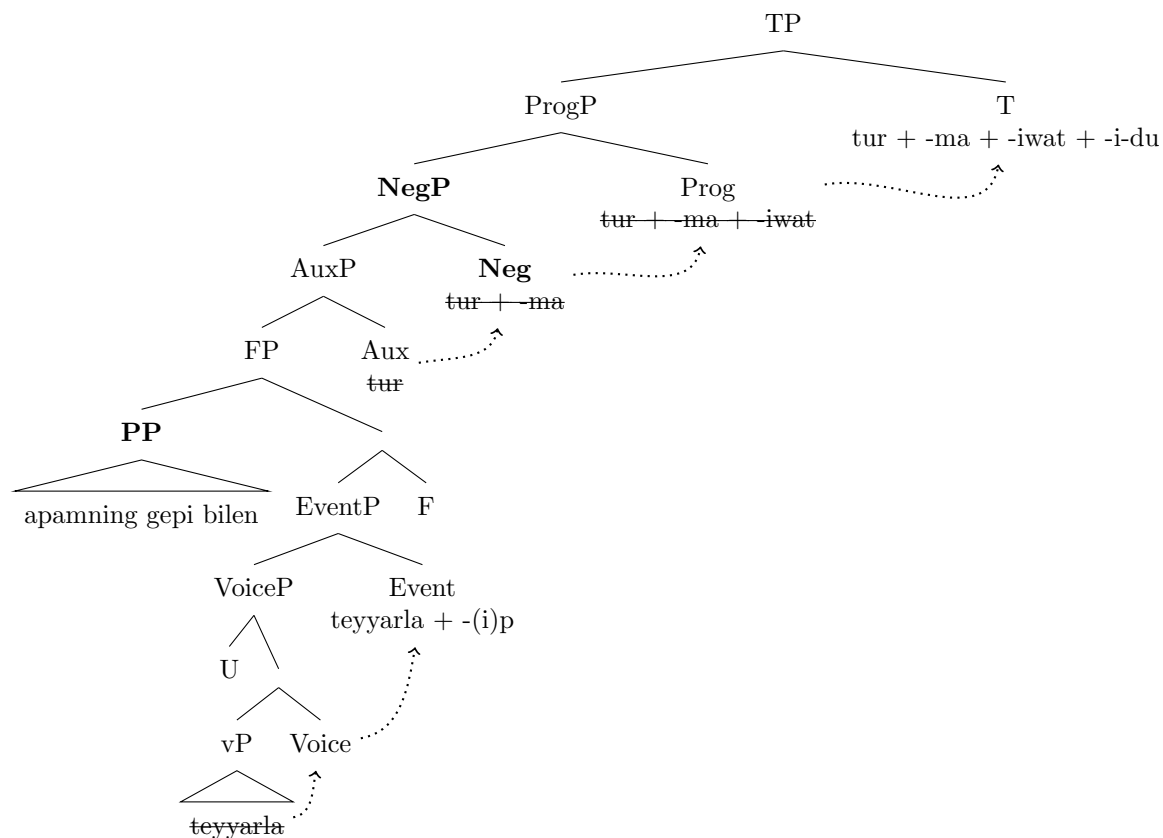 TP
ProgP T
tur + -ma + -iwat + -i-du
NegP Prog
tur + -ma + -iwat
AuxP Neg
tur + -ma
FP Aux
tur
PP
apamning gepi bilen
EventP F
VoiceP Event
teyyarla + -(i)p
U
vP Voice
teyyarla